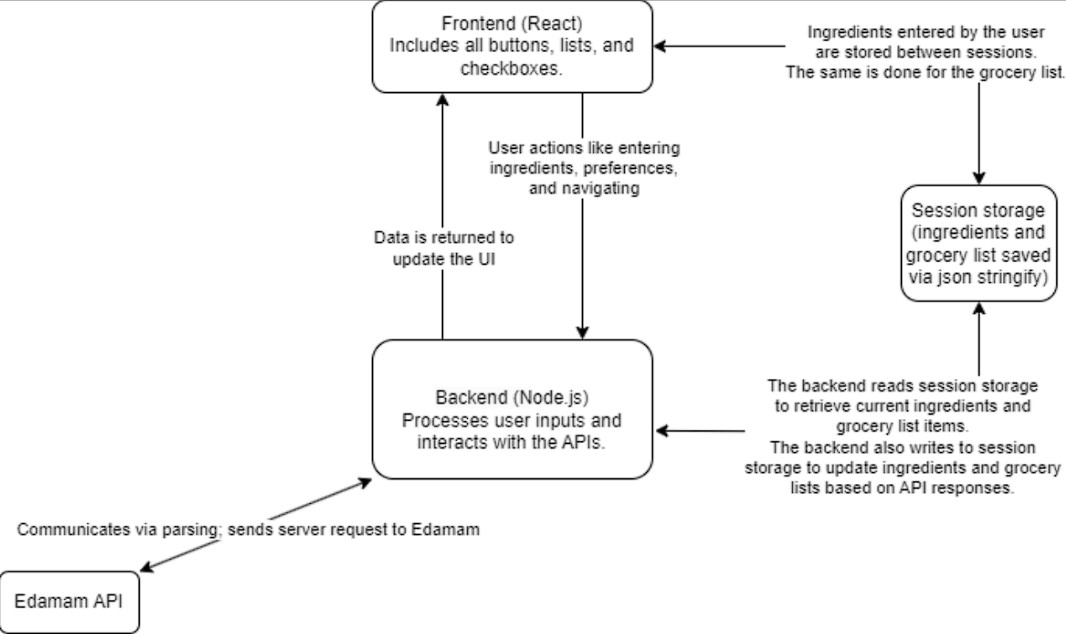 Frontend (React)
Includes all buttons, lists, and
checkboxes.
Ingredients entered by the user
are stored between sessions.
The same is done for the grocery list.
User actions like entering
ingredients, preferences,
and navigating
Data is returned to
update the UI
Session storage
(ingredients and
grocery list saved
via json stringify)
Backend (Node.js)
Processes user inputs and
interacts with the APIs.
The backend reads session storage
to retrieve current ingredients and
grocery list items.
The backend also writes to session
storage to update ingredients and grocery
lists based on API responses.
Communicates via parsing; sends server request to Edamam
Edamam API